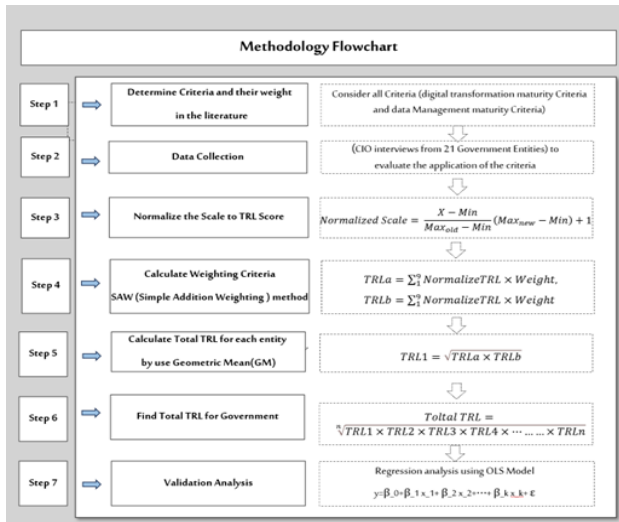 Methodology Flowchart
Step 1
Determine Criteria and their weight
in the literature
Consider all Criteria (digital transformation maturity Criteria
and data Management maturity Criteria)
Step 2
Data Collection
(CIO interviews from 21 Government Entities) to
evaluate the application of the criteria
Step 3
Normalize the Scale to TRL Score
Normalized Scale = (X − Min)/(Max_old − Min) (Max_new − Min) + 1
Step 4
Calculate Weighting Criteria
SAW (Simple Addition Weighting ) method
TRLa = ∑₁⁹ NormalizeTRL × Weight,
TRLb = ∑₁⁹ NormalizeTRL × Weight
Step 5
Calculate Total TRL for each entity
by use Geometric Mean(GM)
TRL1 = √(TRLa × TRLb)
Step 6
Find Total TRL for Government
Toltal TRL =
ⁿ√(TRL1 × TRL2 × TRL3 × TRL4 × ⋯ … … × TRLn)
Step 7
Validation Analysis
Regression analysis using OLS Model
y=β_0+β_1 x_1+ β_2 x_2+⋯+ β_k x_k+ ε